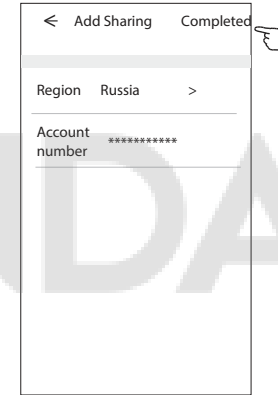 ← Add Sharing Completed
Region Russia >
Account
number ***********